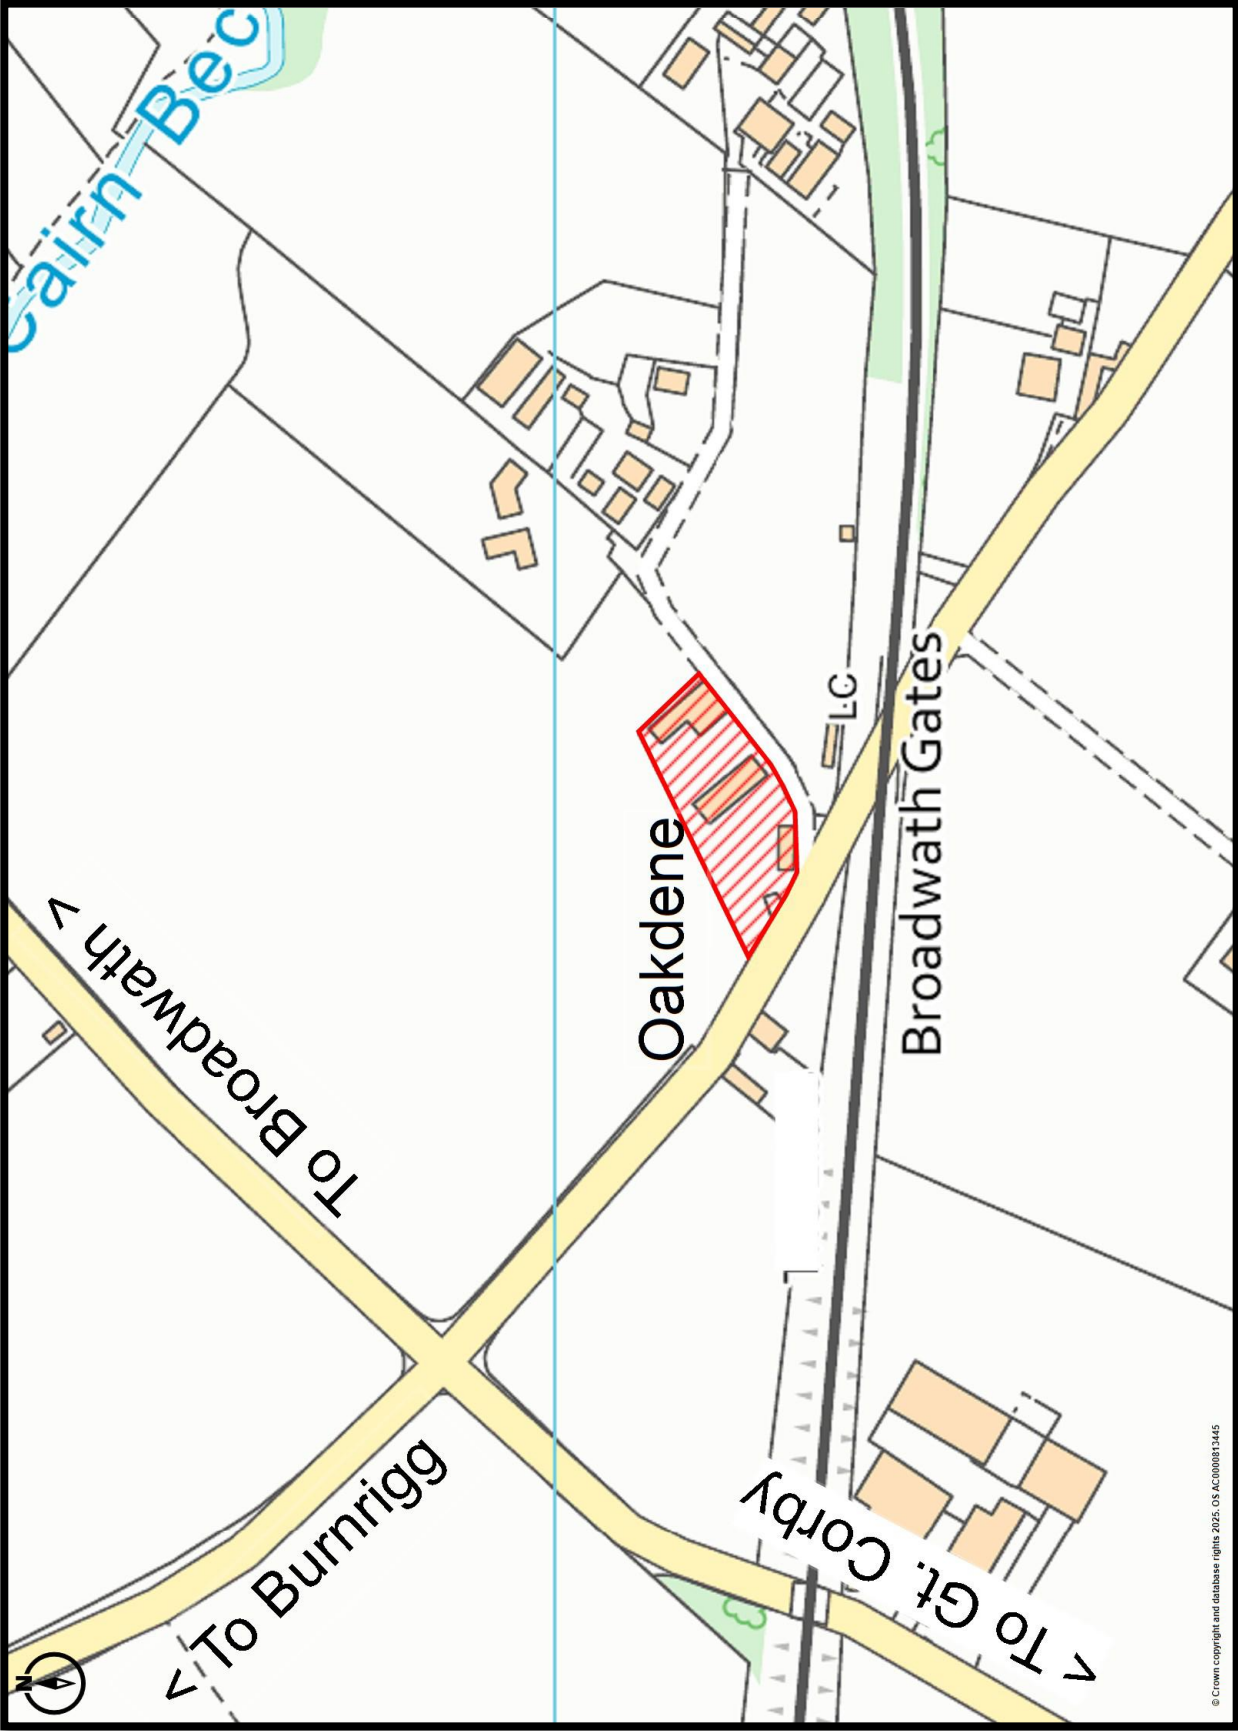 Cairn Bec
N
< To Burnrigg
To Broadwath >
Oakdene
LC
Broadwath Gates
< To Gt. Corby
© Crown copyright and database rights 2025. OS AC0000813445